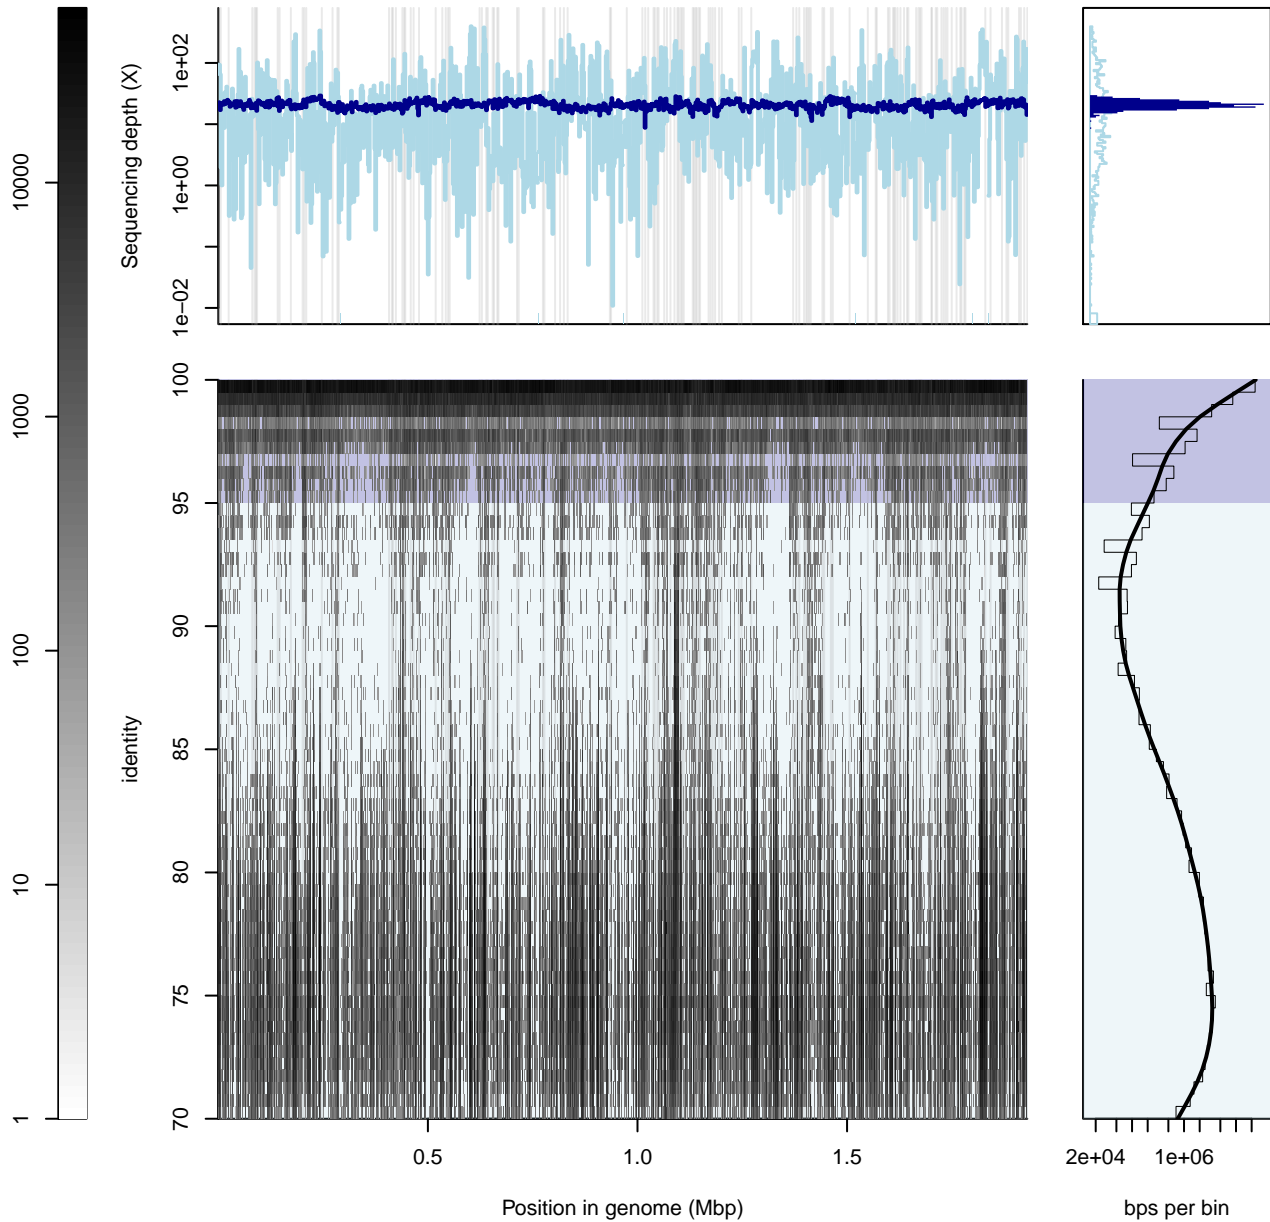 1e+02
1e+00
1e-02
Sequencing depth (X)
10000
1000
100
10
1
identity
100
95
90
85
80
75
70
0.5
1.0
1.5
Position in genome (Mbp)
2e+04
1e+06
bps per bin